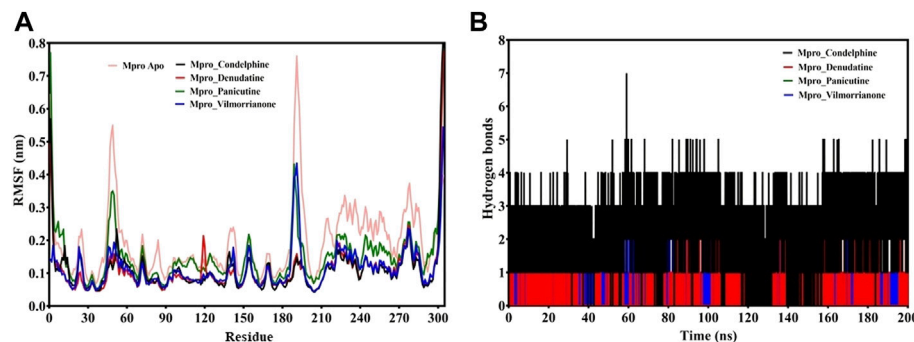 A
0.8
0.7
0.6
0.5
0.4
0.3
0.2
0.1
0.0
RMSF (nm)
Mpro Apo
Mpro_Condelphine
Mpro_Denudatine
Mpro_Panicutine
Mpro_Vilmorrianone
0 30 60 90 120 150 180 210 240 270 300
Residue
B
8
7
6
5
4
3
2
1
0
Hydrogen bonds
Mpro_Condelphine
Mpro_Denudatine
Mpro_Panicutine
Mpro_Vilmorrianone
0 20 40 60 80 100 120 140 160 180 200
Time (ns)